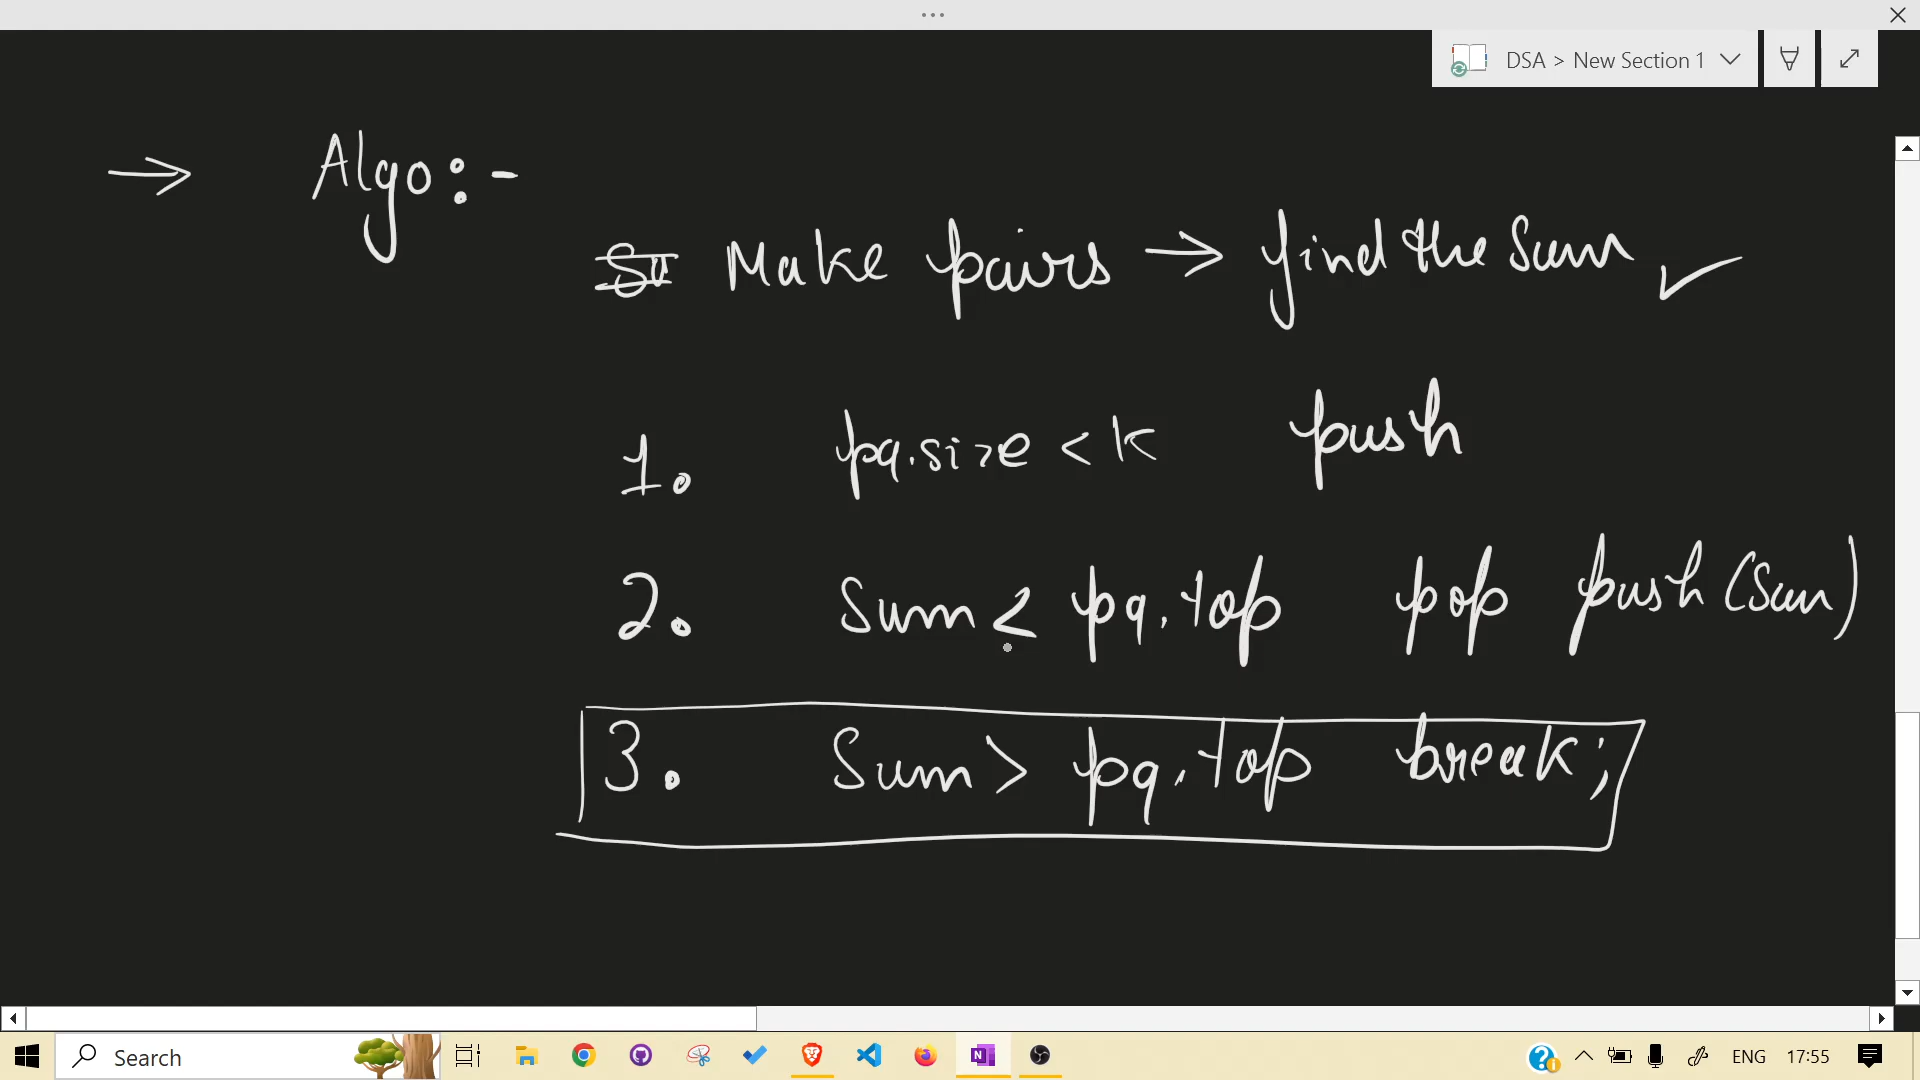 DSA > New Section 1
→ Algo:-
Make pairs → find the Sum ✓
1. pq.size < K push
2. Sum < pq.top pop push (Sum)
3. Sum > pq.top break;
Search
ENG 17:55